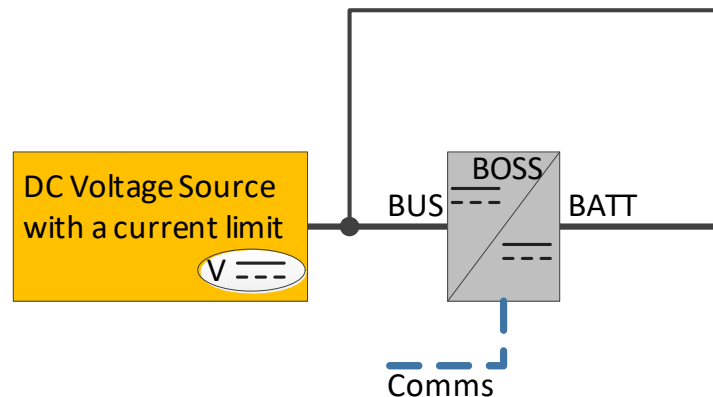 DC Voltage Source
with a current limit
V
BUS
BOSS
BATT
Comms